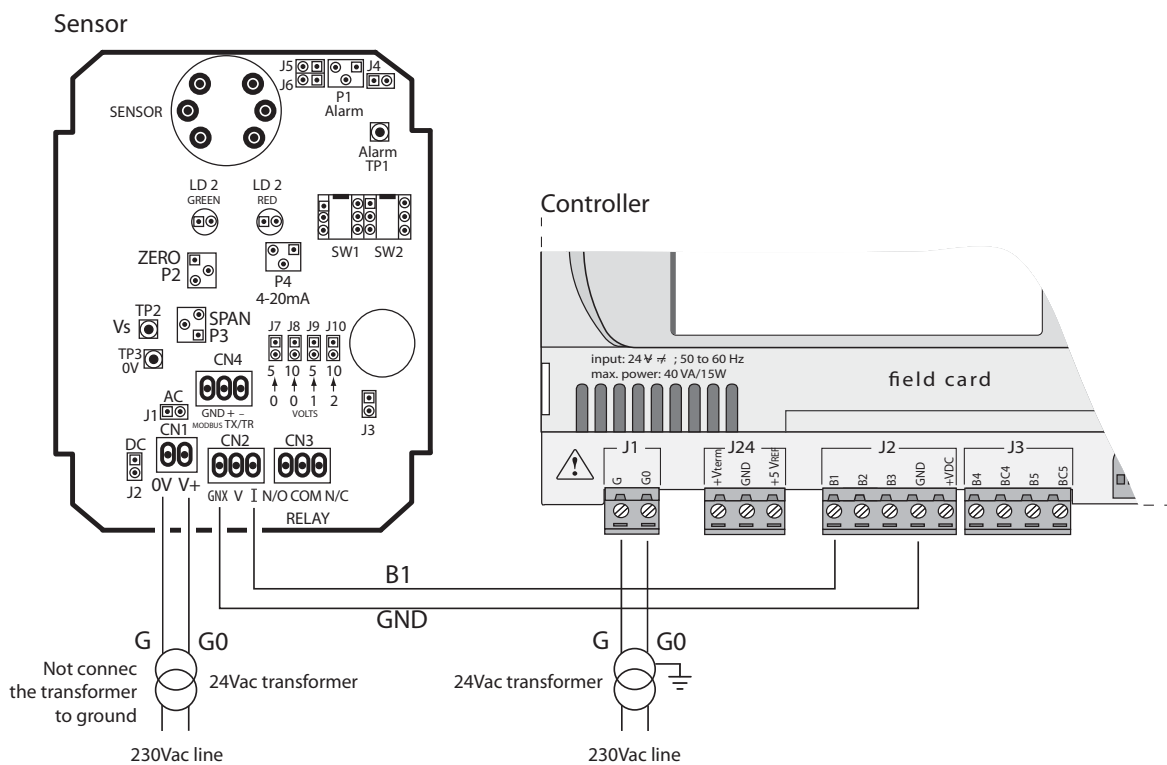 Sensor
SENSOR
J5
J6
J4
P1
Alarm
Alarm
TP1
LD 2
GREEN
LD 2
RED
SW1 SW2
ZERO
P2
P4
4-20mA
TP2
Vs
SPAN
P3
TP3
0V
J7 J8 J9 J10
5 10 5 10
0 0 1 2
VOLTS
J3
CN4
GND + –
MODBUS TX/TR
AC
J1
CN1
DC
J2
0V V+
CN2
GNX V I
CN3
N/O COM N/C
RELAY
Controller
input: 24 ; 50 to 60 Hz
max. power: 40 VA/15W
field card
J1
G G0
J24
+Vterm GND +5 VREF
J2
B1 B2 B3 GND +VDC
J3
B4 BC4 B5 BC5
B1
GND
G G0
Not connec
the transformer
to ground
24Vac transformer
230Vac line
G G0
24Vac transformer
230Vac line